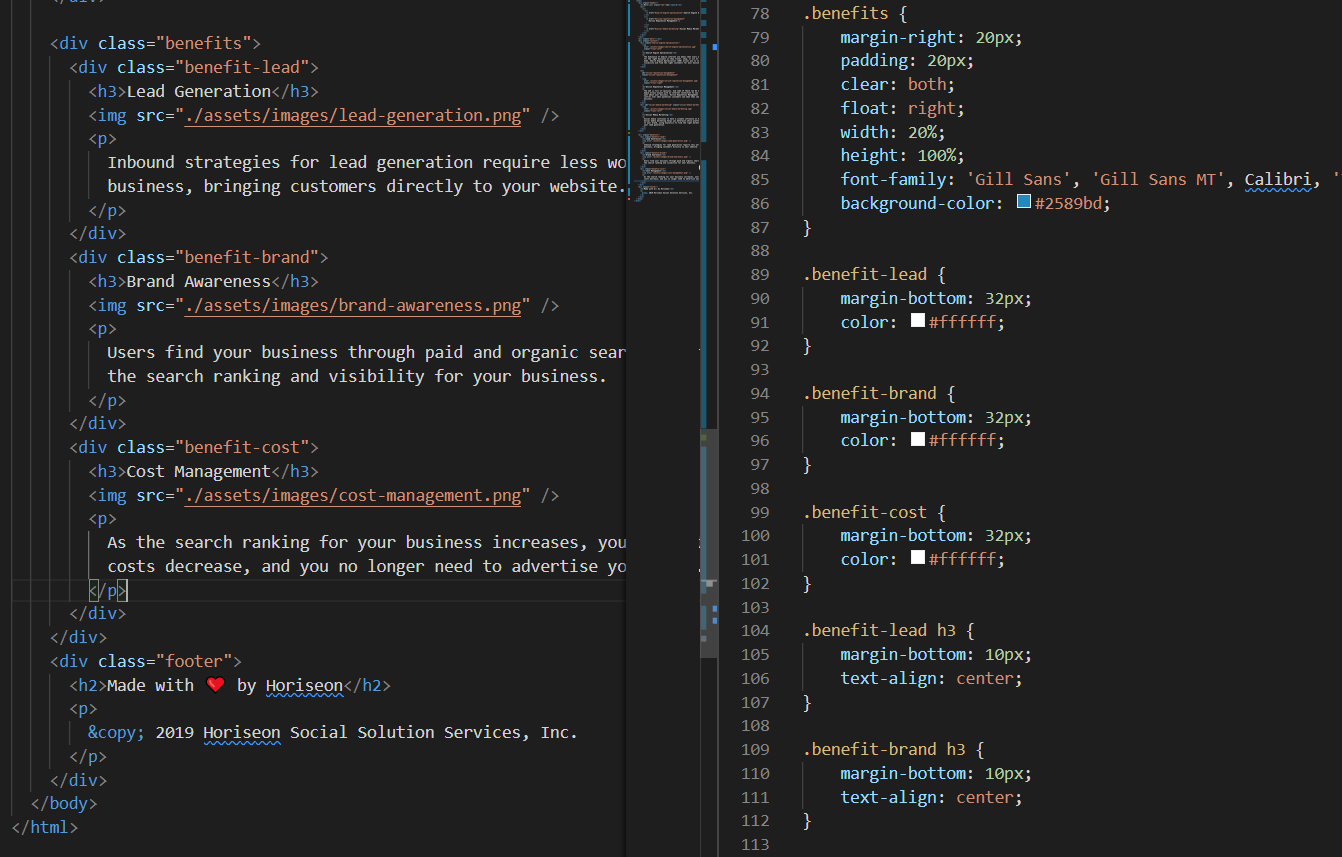 </div>
<div class="benefits">
<div class="benefit-lead">
<h3>Lead Generation</h3>
<img src="./assets/images/lead-generation.png" />
<p>
Inbound strategies for lead generation require less wo
business, bringing customers directly to your website.
</p>
</div>
<div class="benefit-brand">
<h3>Brand Awareness</h3>
<img src="./assets/images/brand-awareness.png" />
<p>
Users find your business through paid and organic sear
the search ranking and visibility for your business.
</p>
</div>
<div class="benefit-cost">
<h3>Cost Management</h3>
<img src="./assets/images/cost-management.png" />
<p>
As the search ranking for your business increases, you
costs decrease, and you no longer need to advertise yo
</p>
</div>
</div>
<div class="footer">
<h2>Made with ❤️ by Horiseon</h2>
<p>
&copy; 2019 Horiseon Social Solution Services, Inc.
</p>
</div>
</body>
</html>
78 .benefits {
79 margin-right: 20px;
80 padding: 20px;
81 clear: both;
82 float: right;
83 width: 20%;
84 height: 100%;
85 font-family: 'Gill Sans', 'Gill Sans MT', Calibri, '
86 background-color: #2589bd;
87 }
88
89 .benefit-lead {
90 margin-bottom: 32px;
91 color: #ffffff;
92 }
93
94 .benefit-brand {
95 margin-bottom: 32px;
96 color: #ffffff;
97 }
98
99 .benefit-cost {
100 margin-bottom: 32px;
101 color: #ffffff;
102 }
103
104 .benefit-lead h3 {
105 margin-bottom: 10px;
106 text-align: center;
107 }
108
109 .benefit-brand h3 {
110 margin-bottom: 10px;
111 text-align: center;
112 }
113